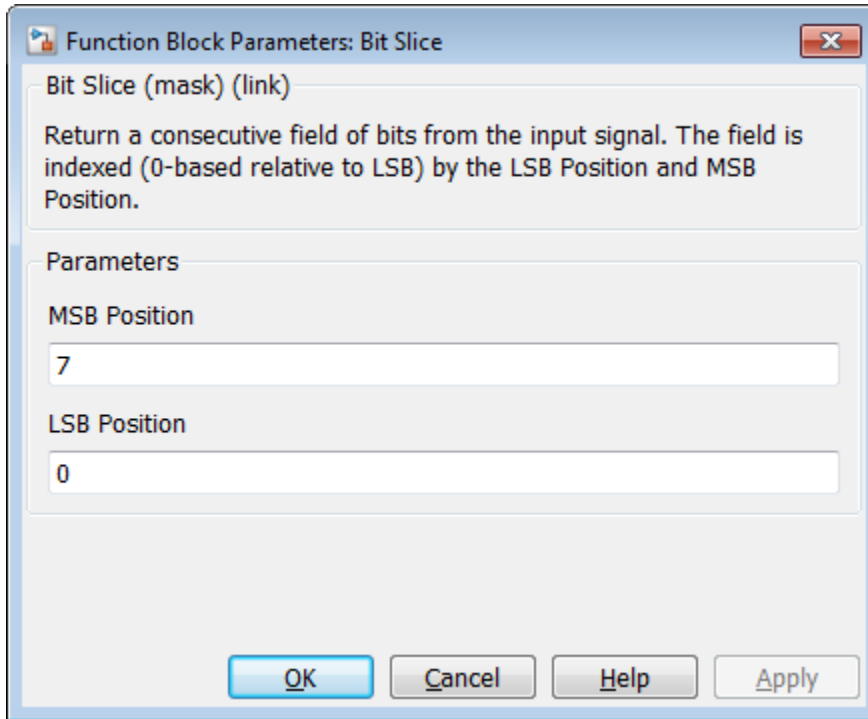 Function Block Parameters: Bit Slice
Bit Slice (mask) (link)
Return a consecutive field of bits from the input signal. The field is
indexed (0-based relative to LSB) by the LSB Position and MSB
Position.
Parameters
MSB Position
7
LSB Position
0
OK Cancel Help Apply